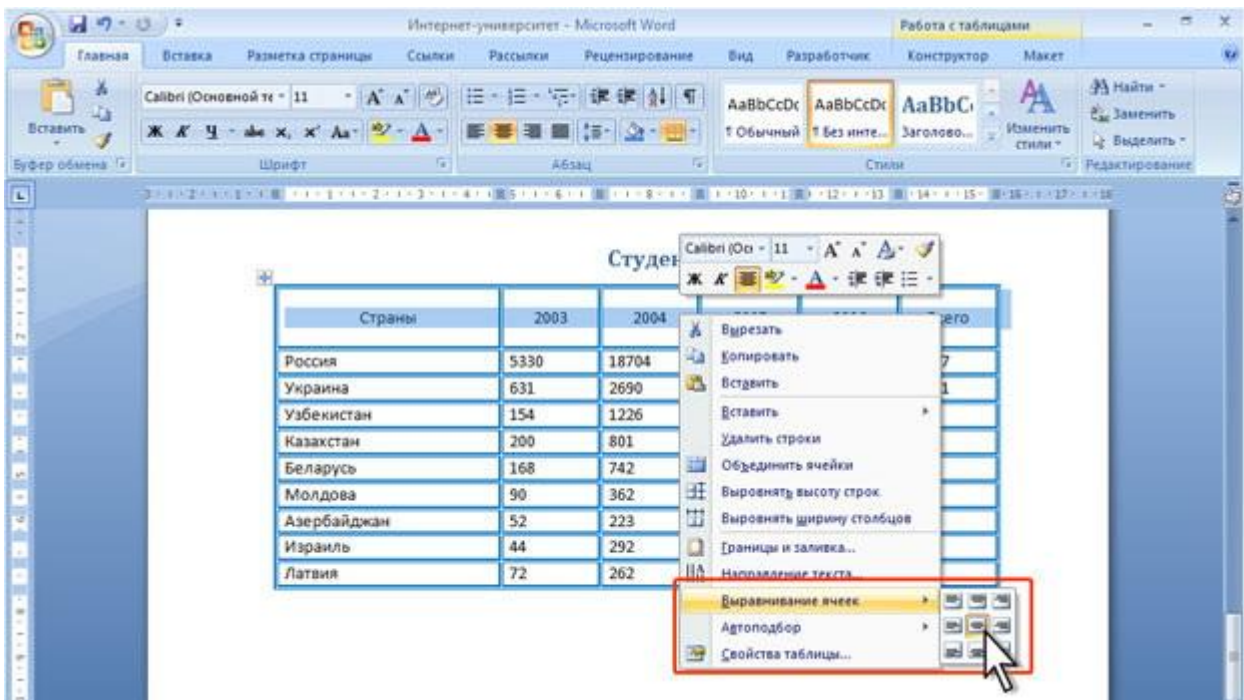 Интернет-университет - Microsoft Word
Работа с таблицами
Главная Вставка Разметка страницы Ссылки Рассылки Рецензирование Вид Разработчик Конструктор Макет
Вставить
Calibri (Основной те 11
Ж К Ч abc x, x' Aa
AaBbCcDc AaBbCcDc AaBbC
¶ Обычный ¶ Без инте... Заголово...
Изменить стили
Найти
Заменить
Выделить
Буфер обмена Шрифт Абзац Стили Редактирование
Calibri (Осн 11
Ж К
Страны 2003 2004
Россия 5330 18704
Украина 631 2690
Узбекистан 154 1226
Казахстан 200 801
Беларусь 168 742
Молдова 90 362
Азербайджан 52 223
Израиль 44 292
Латвия 72 262
Вырезать
Копировать
Вставить
Вставить
Удалить строки
Объединить ячейки
Выровнять высоту строк
Выровнять ширину столбцов
Границы и заливка...
Направление текста...
Выравнивание ячеек
Автоподбор
Свойства таблицы...